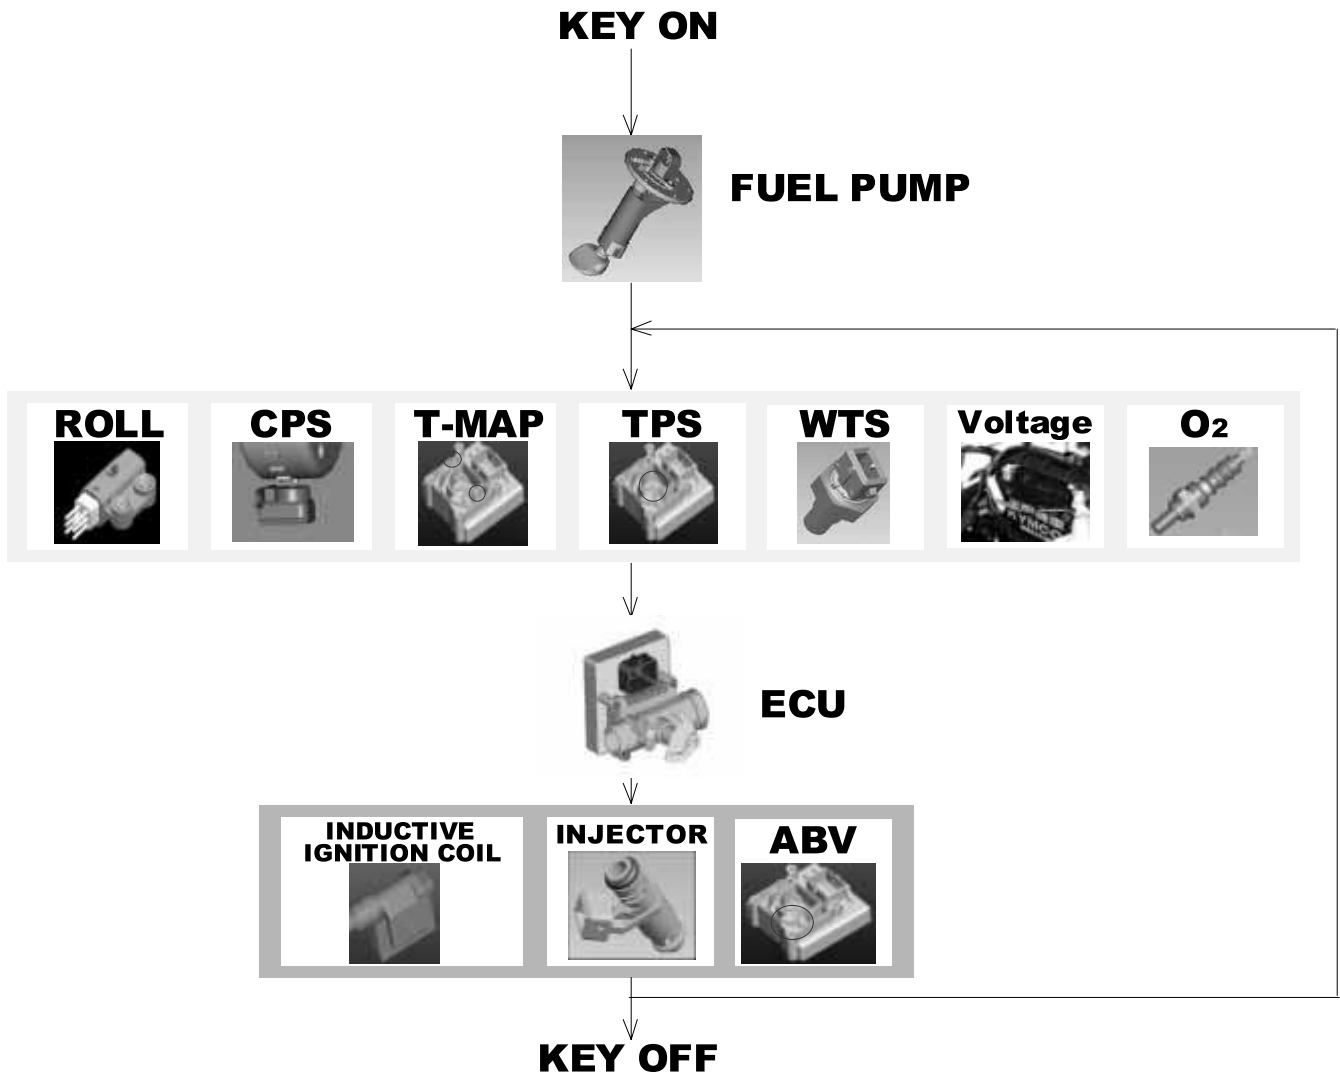 KEY ON
FUEL PUMP
ROLL
CPS
T-MAP
TPS
WTS
Voltage
O2
KYMCO
ECU
INDUCTIVE
IGNITION COIL
INJECTOR
ABV
KEY OFF